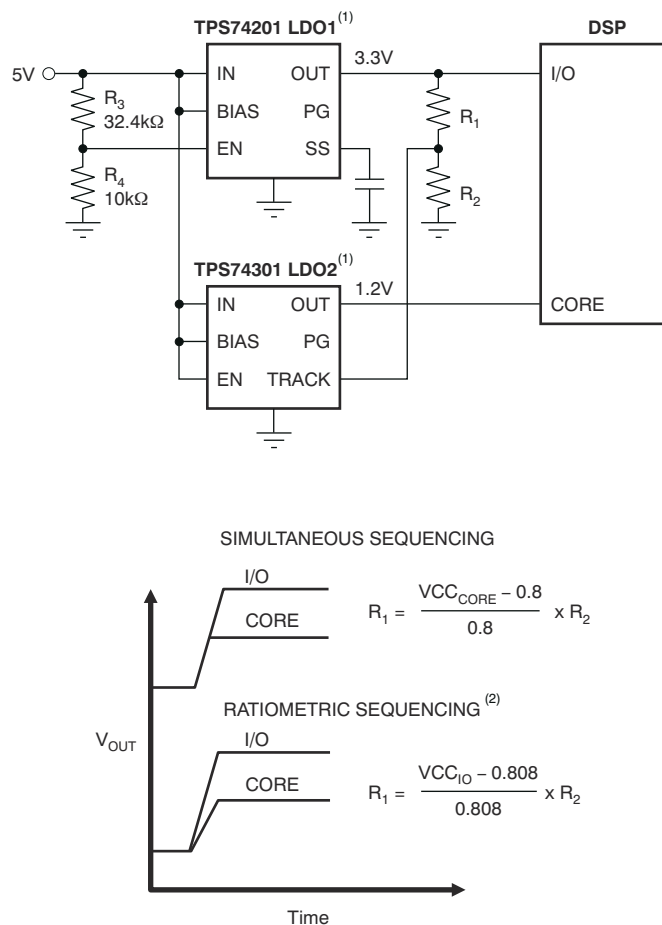 TPS74201 LDO1(1)
DSP
5V
IN
OUT
3.3V
I/O
R3
32.4kΩ
BIAS
PG
R1
EN
SS
R4
10kΩ
R2
TPS74301 LDO2(1)
IN
OUT
1.2V
CORE
BIAS
PG
EN
TRACK
SIMULTANEOUS SEQUENCING
I/O
CORE
R1 = VCCCORE – 0.8 / 0.8 x R2
RATIOMETRIC SEQUENCING (2)
VOUT
I/O
CORE
R1 = VCCIO – 0.808 / 0.808 x R2
Time